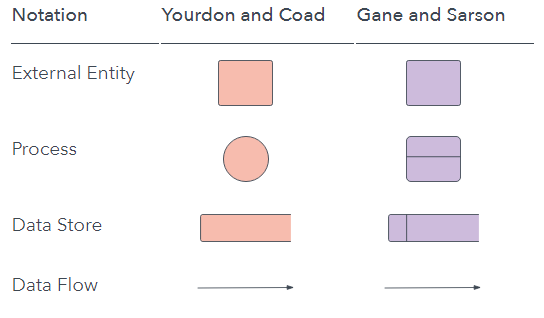 Notation Yourdon and Coad Gane and Sarson
External Entity
Process
Data Store
Data Flow